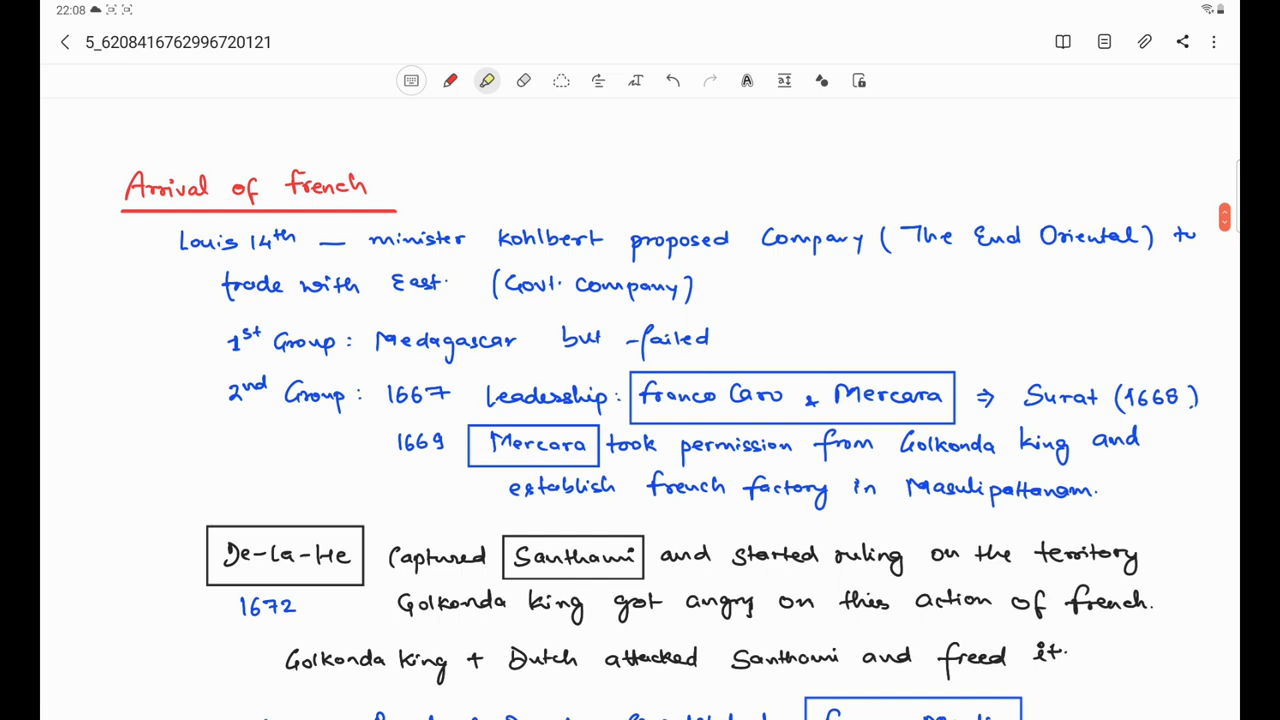 22:08
5_6208416762996720121
Arrival of french
Louis 14th — minister Kohlbert proposed Company (The End Oriental) to
trade with East. (Govt. company)
1st Group: Medagascar but failed
2nd Group: 1667 Leadership: Franco Caro & Mercara ⇒ Surat (1668)
1669 Mercara took permission from Golkonda king and
establish french factory in Masulipattanam.
De-La-He Captured Santhomi and started ruling on the territory
1672 Golkonda king got angry on this action of french.
Golkonda king + Dutch attacked Santhomi and freed it.